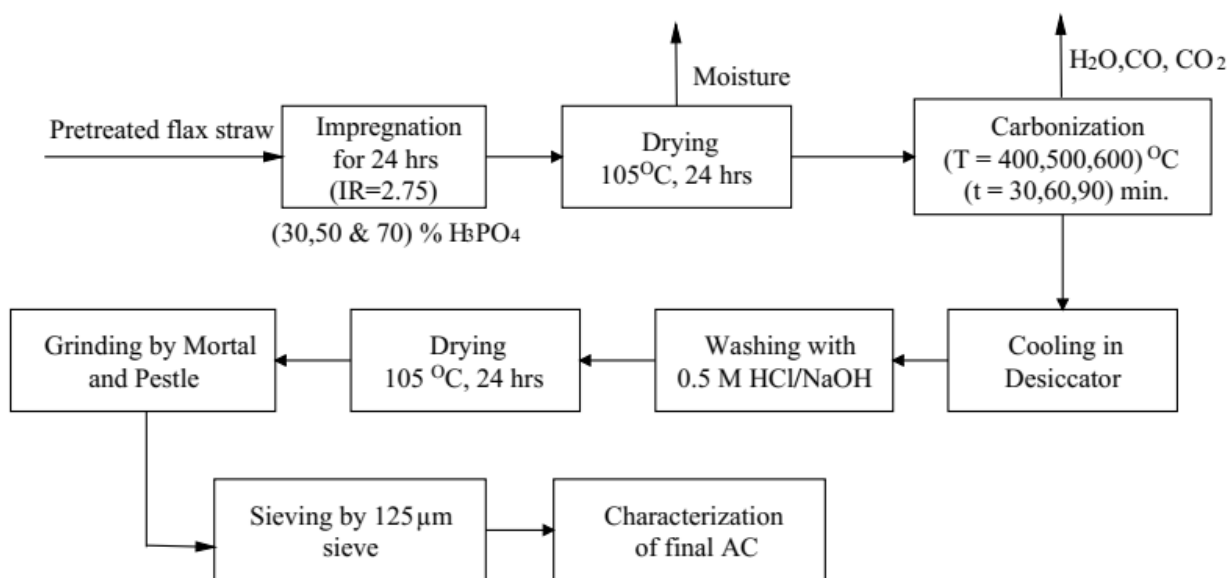 Pretreated flax straw
Impregnation
for 24 hrs
(IR=2.75)
(30,50 & 70) % H3PO4
Moisture
Drying
105OC, 24 hrs
H2O,CO, CO2
Carbonization
(T = 400,500,600) OC
(t = 30,60,90) min.
Grinding by Mortal
and Pestle
Drying
105 OC, 24 hrs
Washing with
0.5 M HCl/NaOH
Cooling in
Desiccator
Sieving by 125µm
sieve
Characterization
of final AC